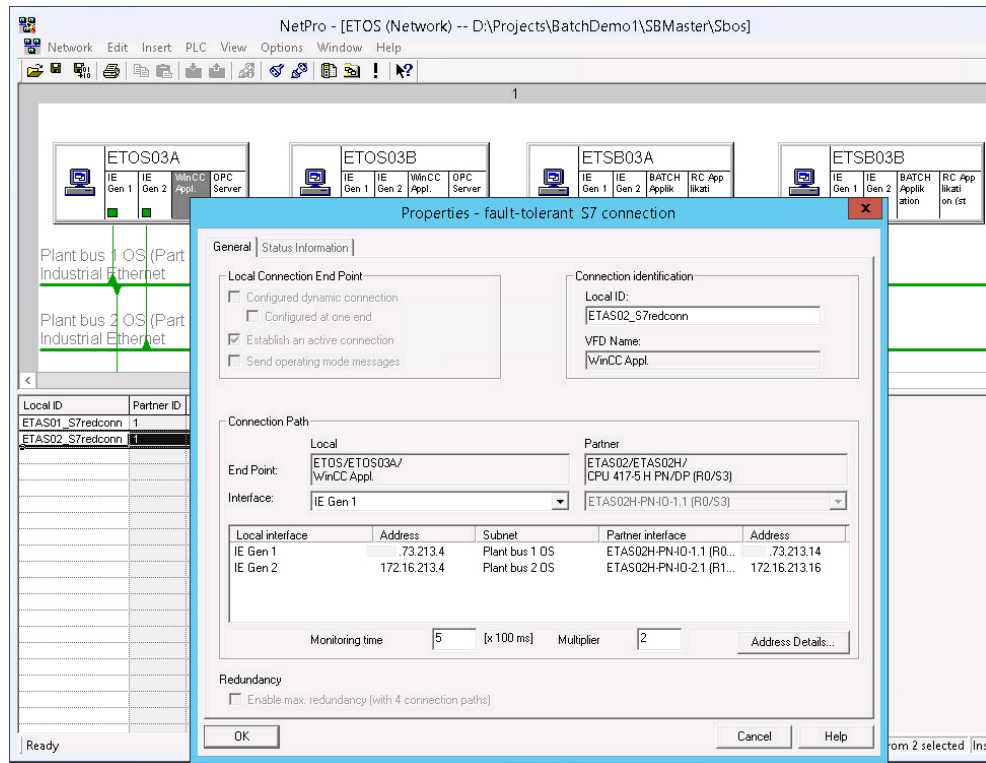 NetPro - [ETOS (Network) -- D:\Projects\BatchDemo1\SBMaster\Sbos]
Network Edit Insert PLC View Options Window Help
1
ETOS03A
IE Gen 1
IE Gen 2
WinCC Appl.
OPC Server
ETOS03B
IE Gen 1
IE Gen 2
WinCC Appl.
OPC Server
ETSB03A
IE Gen 1
IE Gen 2
BATCH Applik
RC App likati
ETSB03B
IE Gen 1
IE Gen 2
BATCH Applik ation
RC App likati on (st
Plant bus 1 OS (Part
Industrial Ethernet
Plant bus 2 OS (Part
Industrial Ethernet
Local ID Partner ID
ETAS01_S7redconn 1
ETAS02_S7redconn 1
Properties - fault-tolerant S7 connection
x
General Status Information
Local Connection End Point
Configured dynamic connection
Configured at one end
Establish an active connection
Send operating mode messages
Connection identification
Local ID:
ETAS02_S7redconn
VFD Name:
WinCC Appl.
Connection Path
Local Partner
End Point: ETOS/ETOS03A/ ETAS02/ETAS02H/
WinCC Appl. CPU 417-5 H PN/DP (R0/S3)
Interface: IE Gen 1 ETAS02H-PN-IO-1.1 (R0/S3)
Local interface Address Subnet Partner interface Address
IE Gen 1 .73.213.4 Plant bus 1 OS ETAS02H-PN-IO-1.1 (R0... .73.213.14
IE Gen 2 172.16.213.4 Plant bus 2 OS ETAS02H-PN-IO-2.1 (R1... 172.16.213.16
Monitoring time 5 [x 100 ms] Multiplier 2 Address Details...
Redundancy
Enable max. redundancy (with 4 connection paths)
OK Cancel Help
Ready
rom 2 selected Ins